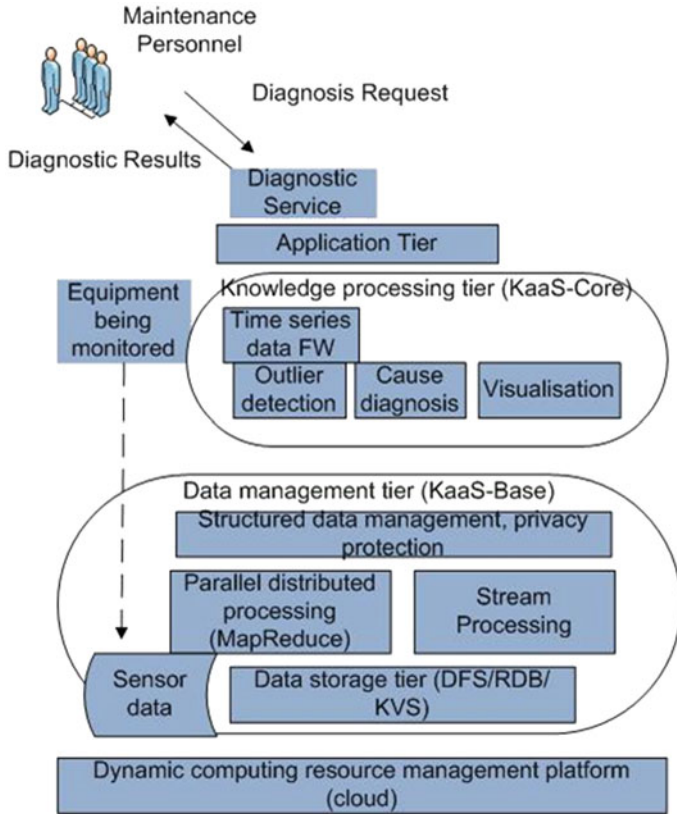 Maintenance
Personnel
Diagnosis Request
Diagnostic Results
Diagnostic
Service
Application Tier
Equipment
being
monitored
Knowledge processing tier (KaaS-Core)
Time series
data FW
Outlier
detection
Cause
diagnosis
Visualisation
Data management tier (KaaS-Base)
Structured data management, privacy
protection
Parallel distributed
processing
(MapReduce)
Stream
Processing
Sensor
data
Data storage tier (DFS/RDB/
KVS)
Dynamic computing resource management platform
(cloud)